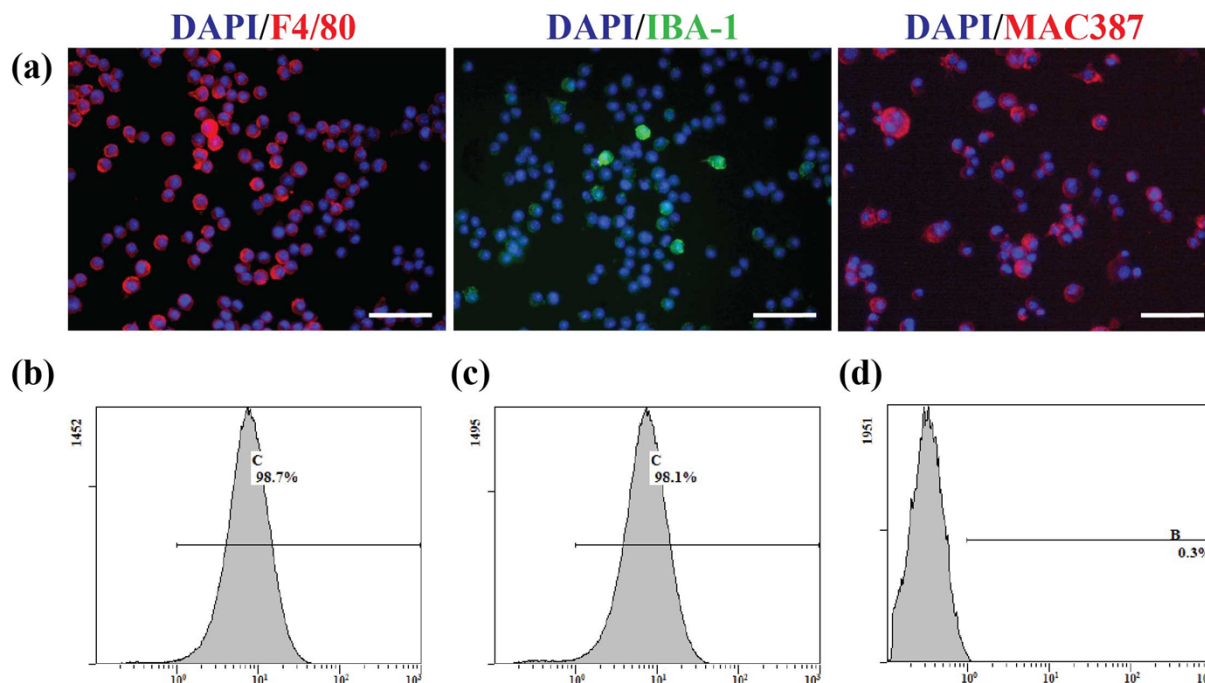 DAPI/F4/80 DAPI/IBA-1 DAPI/MAC387
(a)
(b) (c) (d)
1452 1495 1951
C C B
98.7% 98.1% 0.3%
10⁰ 10¹ 10² 10³ 10⁰ 10¹ 10² 10³ 10⁰ 10¹ 10² 10